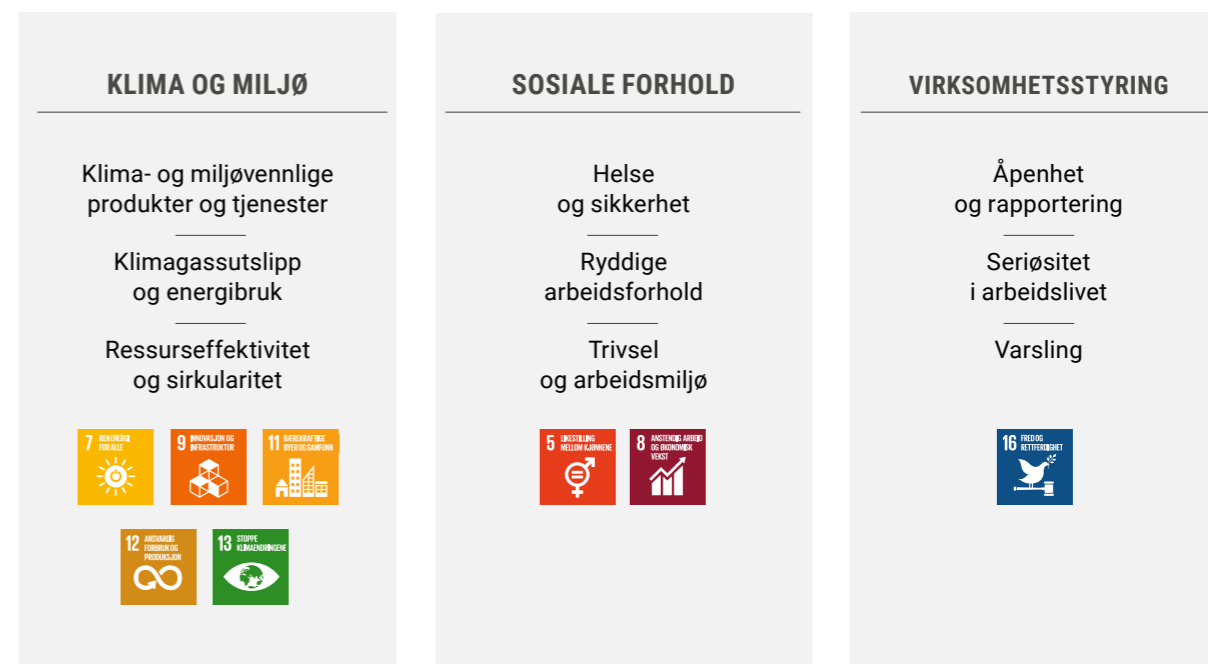 KLIMA OG MILJØ
Klima- og miljøvennlige
produkter og tjenester
Klimagassutslipp
og energibruk
Ressurseffektivitet
og sirkularitet
7 REN ENERGI
FOR ALLE
9 INNOVASJON OG
INFRASTRUKTUR
11 BÆREKRAFTIGE
BYER OG SAMFUNN
12 ANSVARLIG
FORBRUK OG
PRODUKSJON
13 STOPPE
KLIMAENDRINGENE
SOSIALE FORHOLD
Helse
og sikkerhet
Ryddige
arbeidsforhold
Trivsel
og arbeidsmiljø
5 LIKESTILLING
MELLOM KJØNNENE
8 ANSTENDIG ARBEID
OG ØKONOMISK
VEKST
VIRKSOMHETSSTYRING
Åpenhet
og rapportering
Seriøsitet
i arbeidslivet
Varsling
16 FRED OG
RETTFERDIGHET